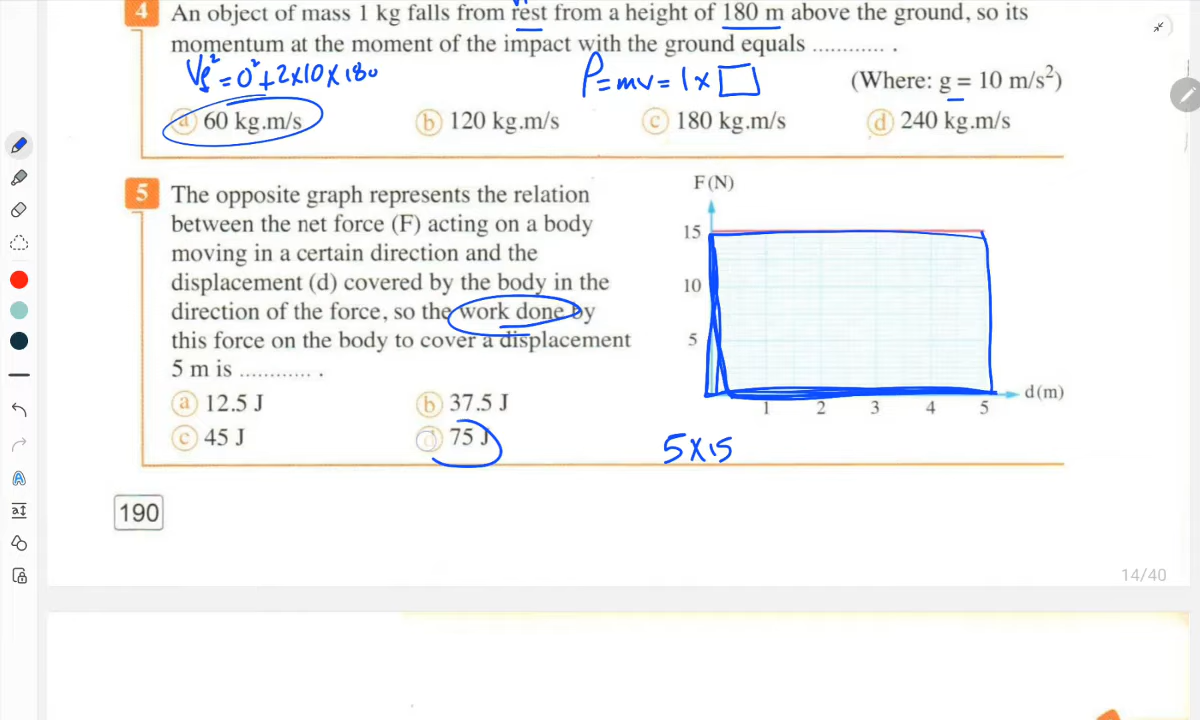 4 An object of mass 1 kg falls from rest from a height of 180 m above the ground, so its
momentum at the moment of the impact with the ground equals ............ .
Vf² = 0² + 2×10×180
P = mv = 1 ×
(Where: g = 10 m/s²)
a 60 kg.m/s b 120 kg.m/s c 180 kg.m/s d 240 kg.m/s
5 The opposite graph represents the relation
between the net force (F) acting on a body
moving in a certain direction and the
displacement (d) covered by the body in the
direction of the force, so the work done by
this force on the body to cover a displacement
5 m is ............ .
a 12.5 J b 37.5 J
c 45 J d 75 J
F(N)
15
10
5
1 2 3 4 5
d(m)
5×15
190
14/40